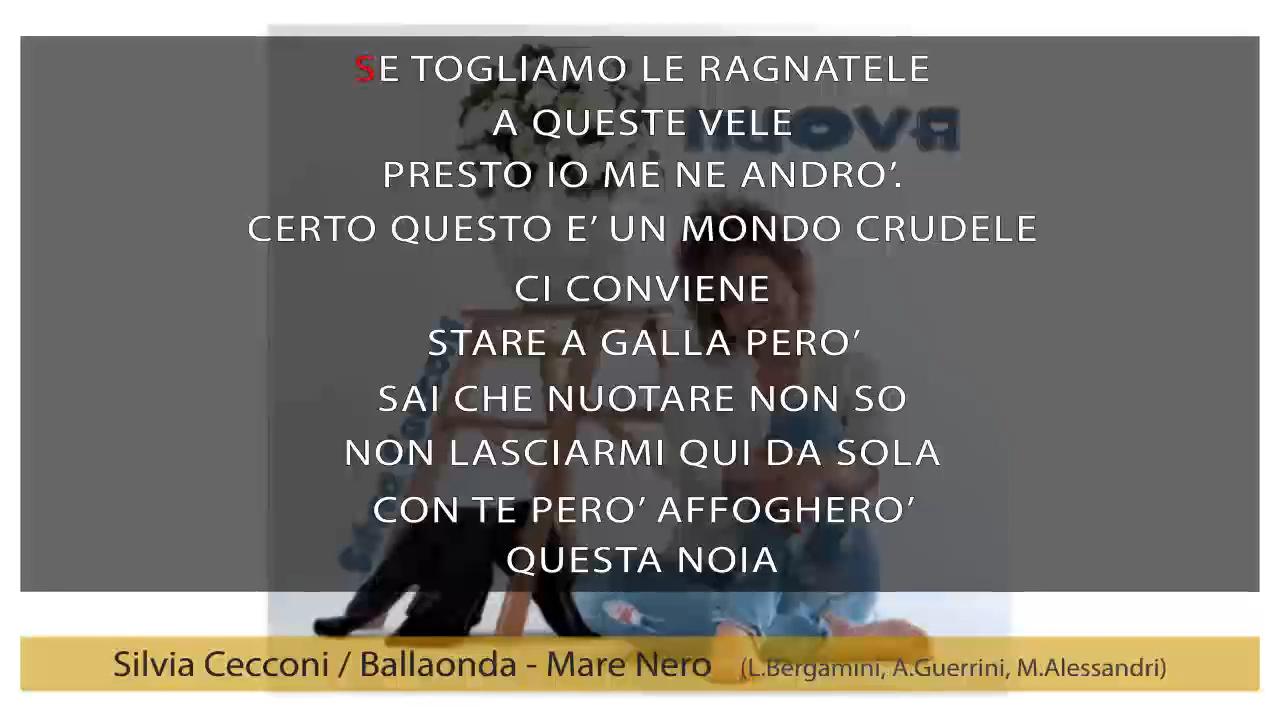 SE TOGLIAMO LE RAGNATELE
A QUESTE VELE
PRESTO IO ME NE ANDRO’.
CERTO QUESTO E’ UN MONDO CRUDELE
CI CONVIENE
STARE A GALLA PERO’
SAI CHE NUOTARE NON SO
NON LASCIARMI QUI DA SOLA
CON TE PERO’ AFFOGHERO’
QUESTA NOIA
Silvia Cecconi / Ballaonda - Mare Nero (L.Bergamini, A.Guerrini, M.Alessandri)